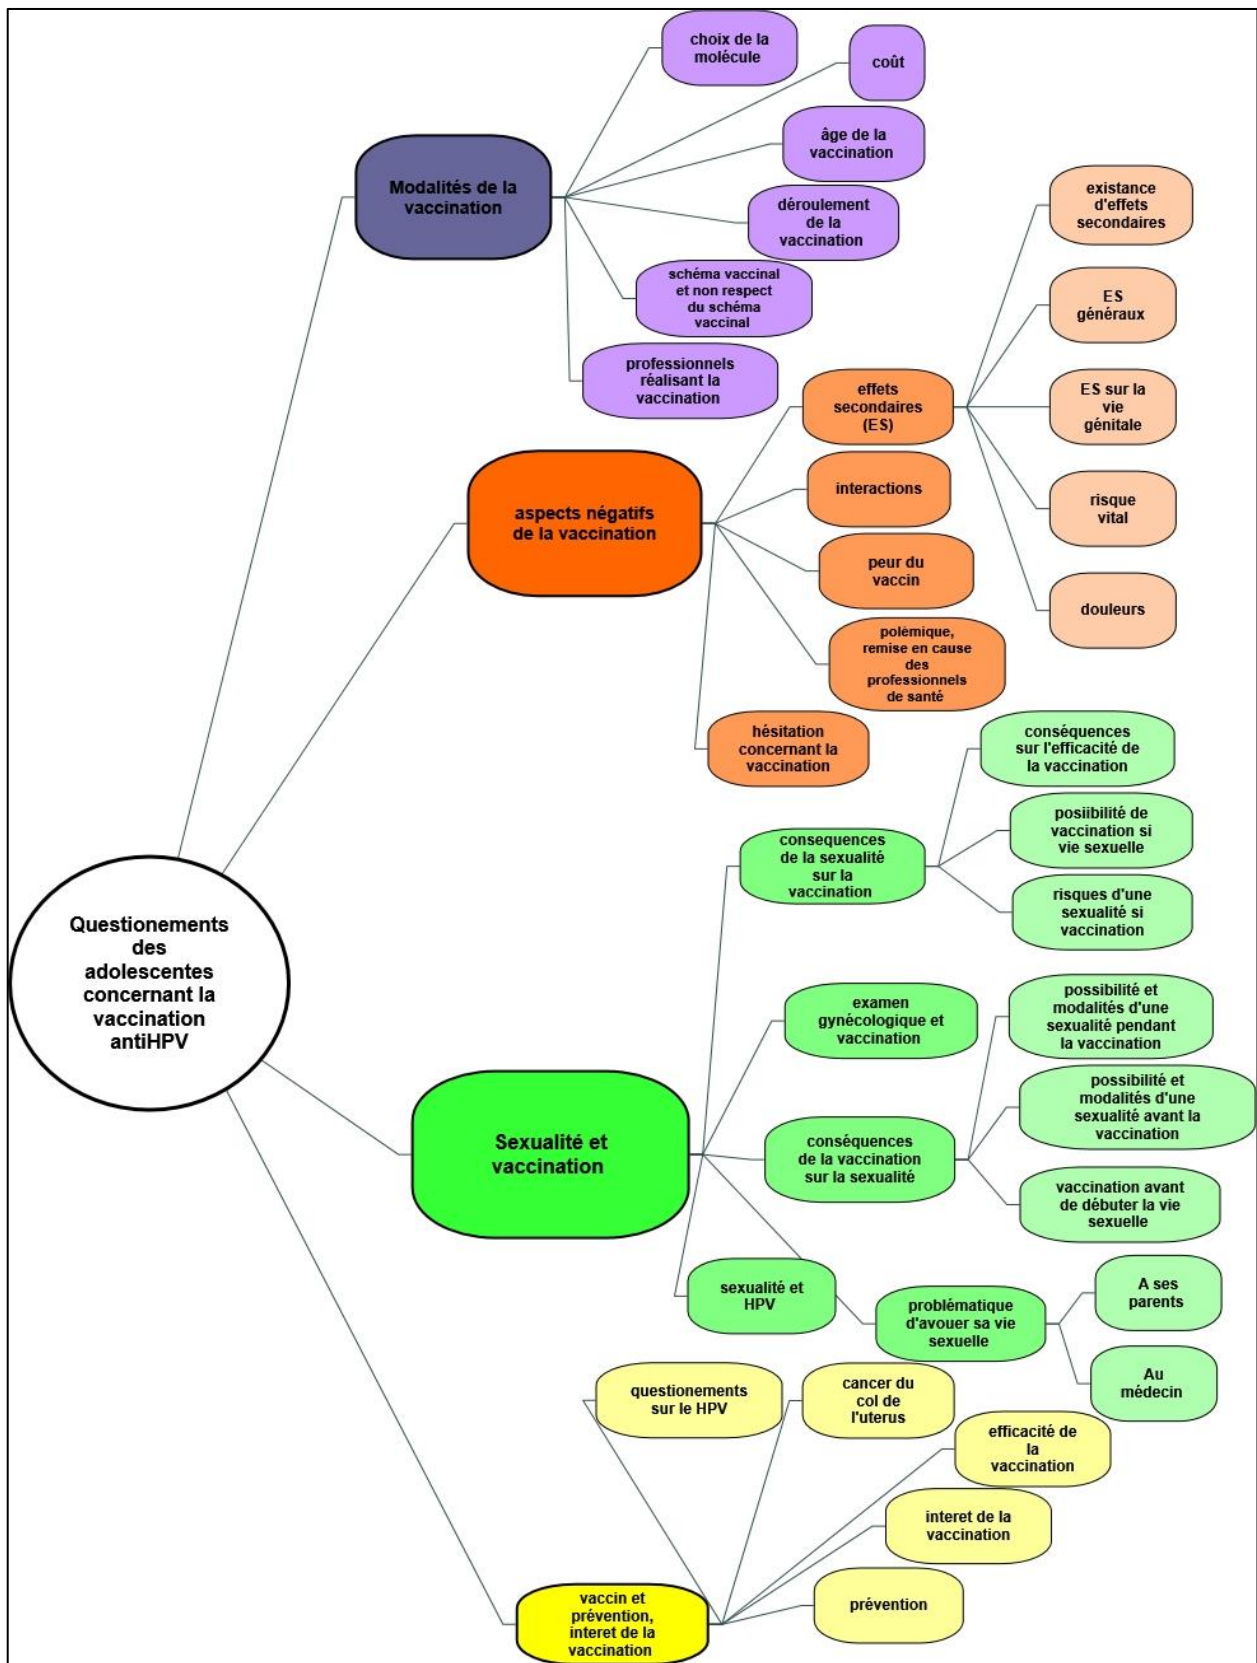 Questionements
des
adolescentes
concernant la
vaccination
antiHPV
Modalités de la
vaccination
choix de la
molécule
coût
âge de la
vaccination
déroulement
de la
vaccination
schéma vaccinal
et non respect
du schéma
vaccinal
professionnels
réalisant la
vaccination
aspects négatifs
de la vaccination
effets
secondaires
(ES)
existance
d'effets
secondaires
ES
généraux
ES sur la
vie
génitale
risque
vital
douleurs
interactions
peur du
vaccin
polémique,
remise en cause
des
professionnels
de santé
hésitation
concernant la
vaccination
Sexualité et
vaccination
consequences
de la sexualité
sur la
vaccination
conséquences
sur l'efficacité de
la vaccination
posiibilité de
vaccination si
vie sexuelle
risques d'une
sexualité si
vaccination
examen
gynécologique et
vaccination
conséquences
de la vaccination
sur la sexualité
possibilité et
modalités d'une
sexualité pendant
la vaccination
possibilité et
modalités d'une
sexualité avant la
vaccination
vaccination avant
de débuter la vie
sexuelle
sexualité et
HPV
problématique
d'avouer sa vie
sexuelle
A ses
parents
Au
médecin
vaccin et
prévention,
interet de la
vaccination
questionements
sur le HPV
cancer du
col de
l'uterus
efficacité de
la
vaccination
interet de la
vaccination
prévention